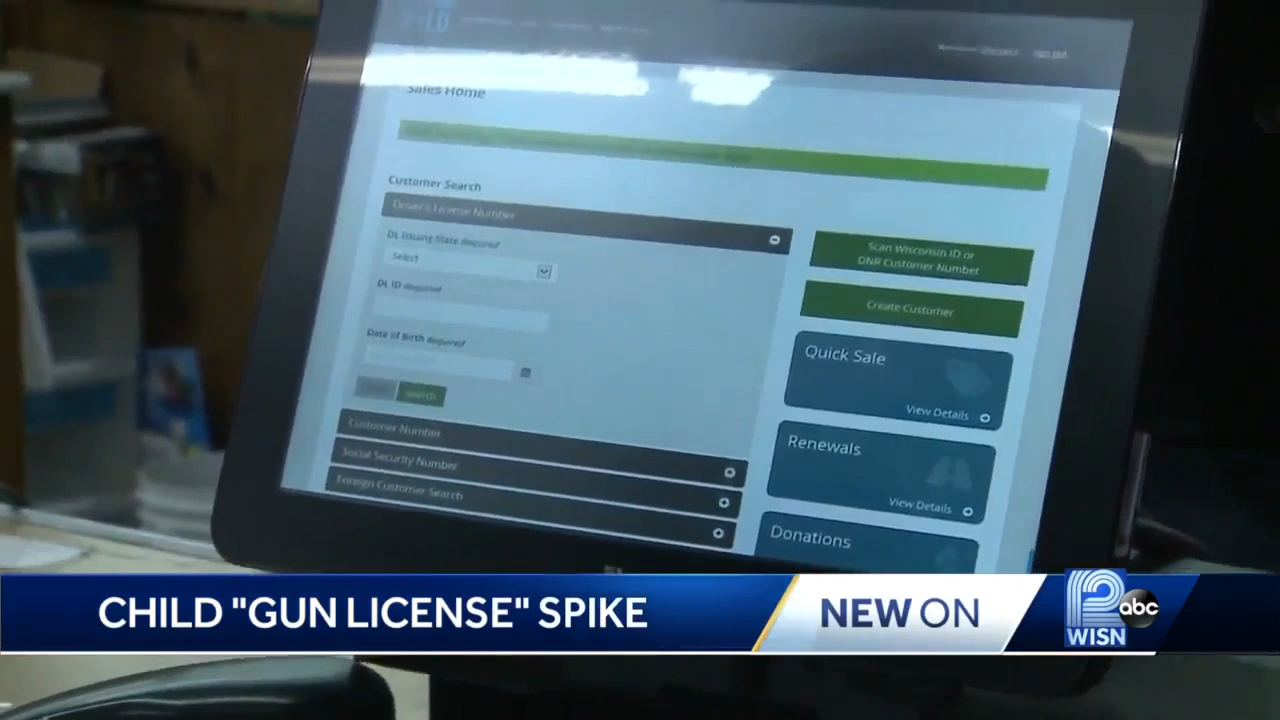 Sales Home
Customer Search
Driver's License Number
DL Issuing State Required
Select
DL ID Required
Date of Birth Required
Search
Customer Number
Social Security Number
Foreign Customer Search
Scan Wisconsin ID or
DNR Customer Number
Create Customer
Quick Sale
View Details
Renewals
View Details
Donations
CHILD "GUN LICENSE" SPIKE
NEW ON
12
abc
WISN